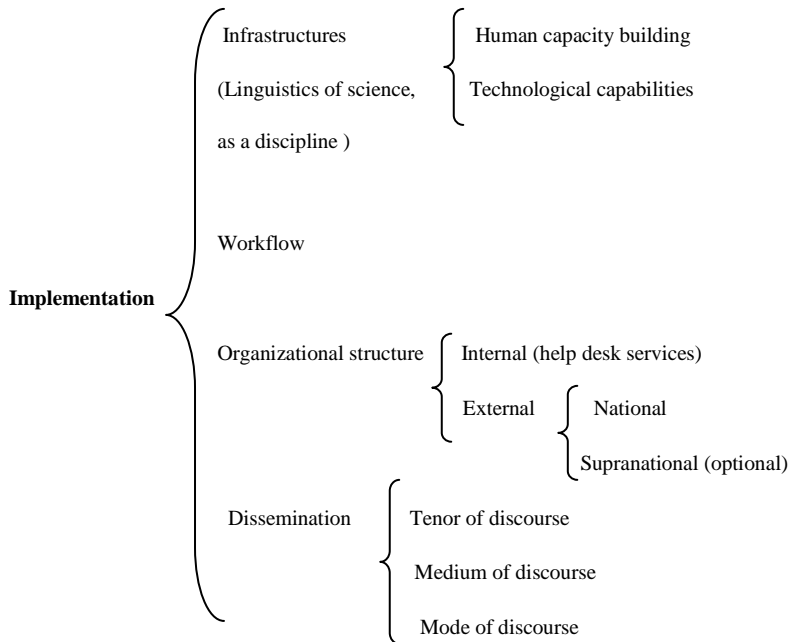 Infrastructures
Human capacity building
(Linguistics of science,
Technological capabilities
as a discipline )
Workflow
Implementation
Organizational structure
Internal (help desk services)
External
National
Supranational (optional)
Dissemination
Tenor of discourse
Medium of discourse
Mode of discourse